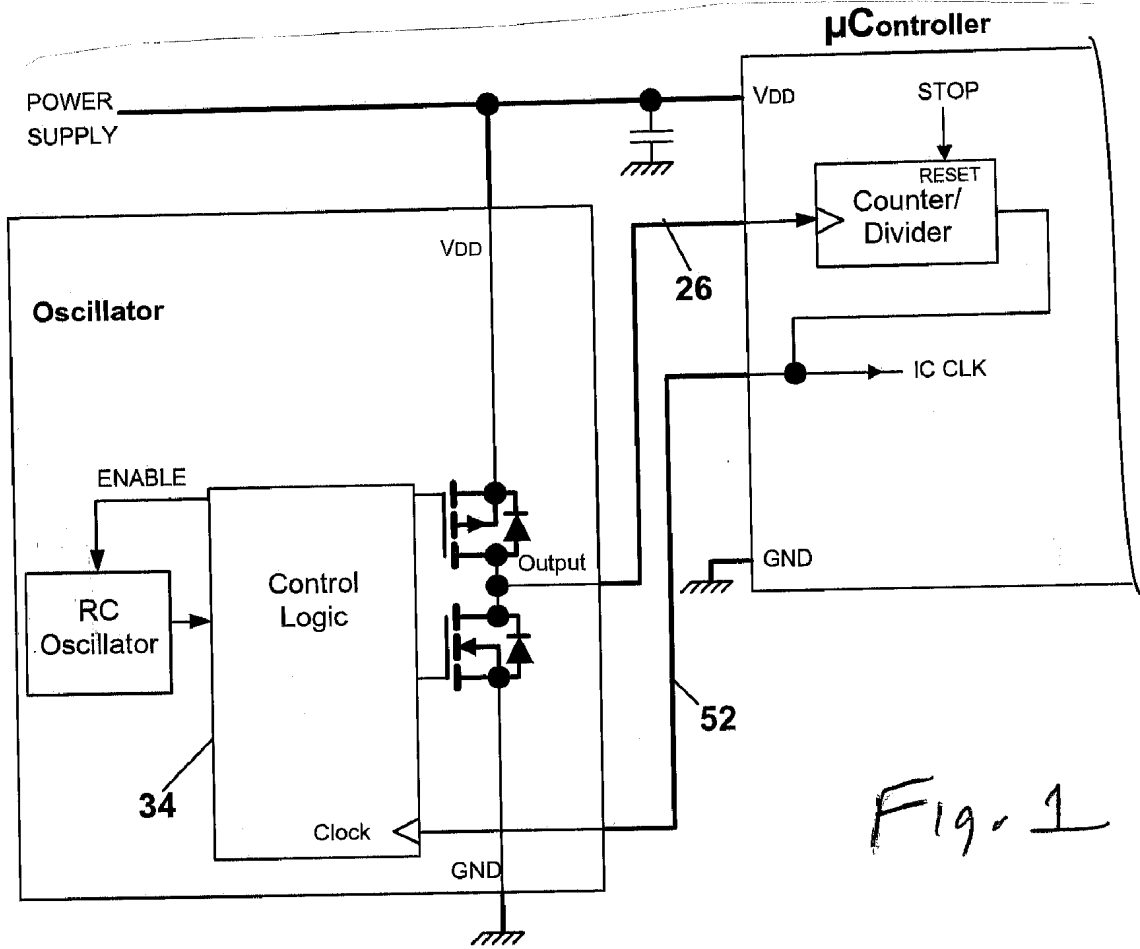 µController
POWER
SUPPLY
VDD
STOP
RESET
Counter/
Divider
VDD
26
Oscillator
IC CLK
ENABLE
Output
GND
Control
Logic
RC
Oscillator
52
34
Clock
GND
Fig. 1